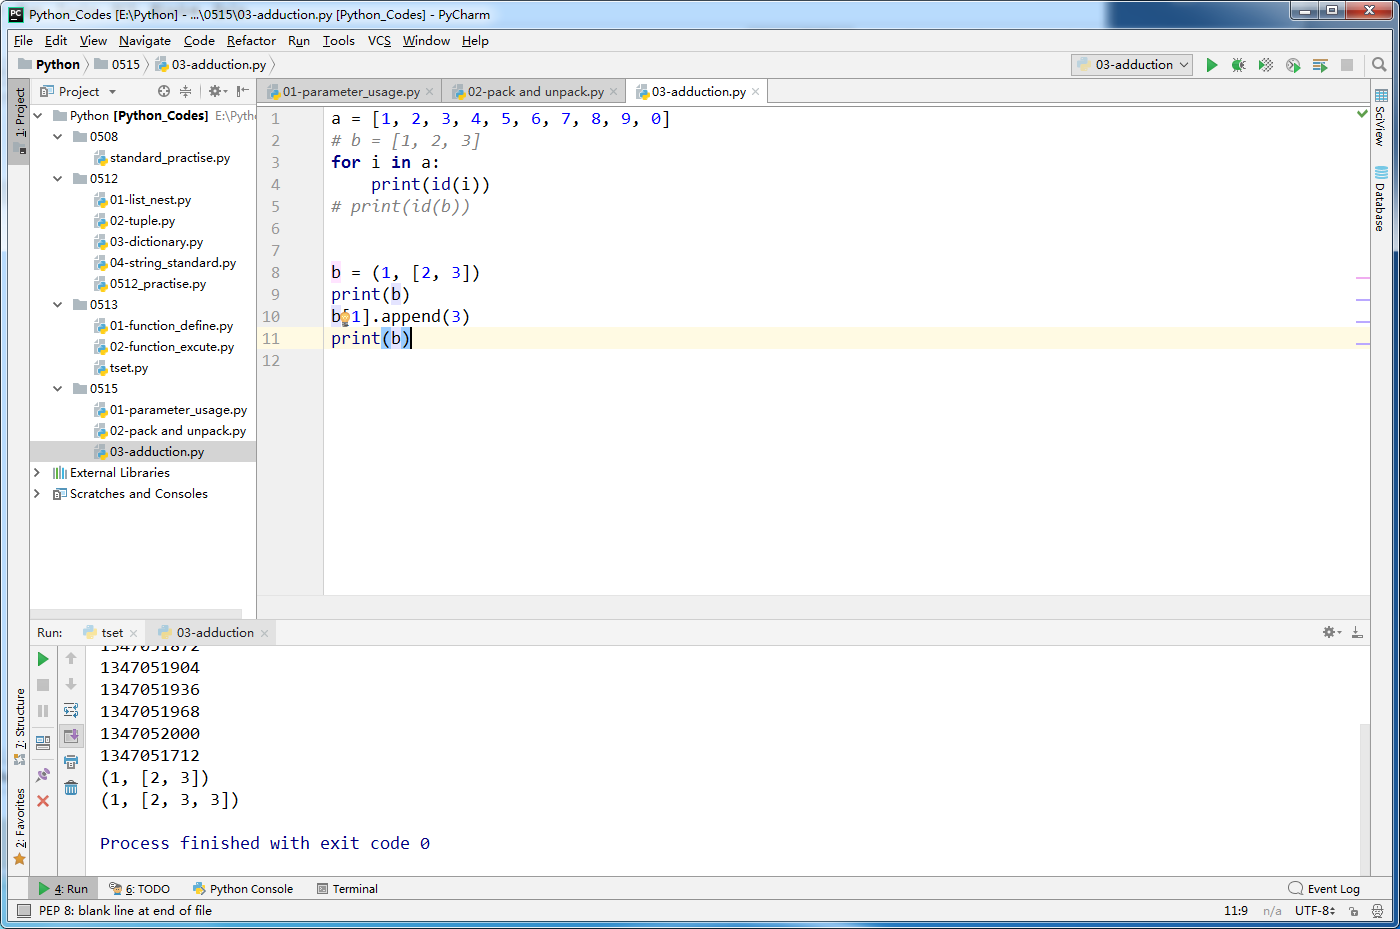 Python_Codes [E:\Python] - ...\0515\03-adduction.py [Python_Codes] - PyCharm
File Edit View Navigate Code Refactor Run Tools VCS Window Help
Python 0515 03-adduction.py
03-adduction
Project
01-parameter_usage.py
02-pack and unpack.py
03-adduction.py
1: Project
Python [Python_Codes] E:\Pyth
0508
standard_practise.py
0512
01-list_nest.py
02-tuple.py
03-dictionary.py
04-string_standard.py
0512_practise.py
0513
01-function_define.py
02-function_excute.py
tset.py
0515
01-parameter_usage.py
02-pack and unpack.py
03-adduction.py
External Libraries
Scratches and Consoles
1 a = [1, 2, 3, 4, 5, 6, 7, 8, 9, 0]
2 # b = [1, 2, 3]
3 for i in a:
4 print(id(i))
5 # print(id(b))
6
7
8 b = (1, [2, 3])
9 print(b)
10 b[1].append(3)
11 print(b)
12
SciView
Database
Run: tset 03-adduction
1347051872
1347051904
1347051936
1347051968
1347052000
1347051712
(1, [2, 3])
(1, [2, 3, 3])
Process finished with exit code 0
7: Structure
2: Favorites
4: Run 6: TODO Python Console Terminal Event Log
PEP 8: blank line at end of file 11:9 n/a UTF-8